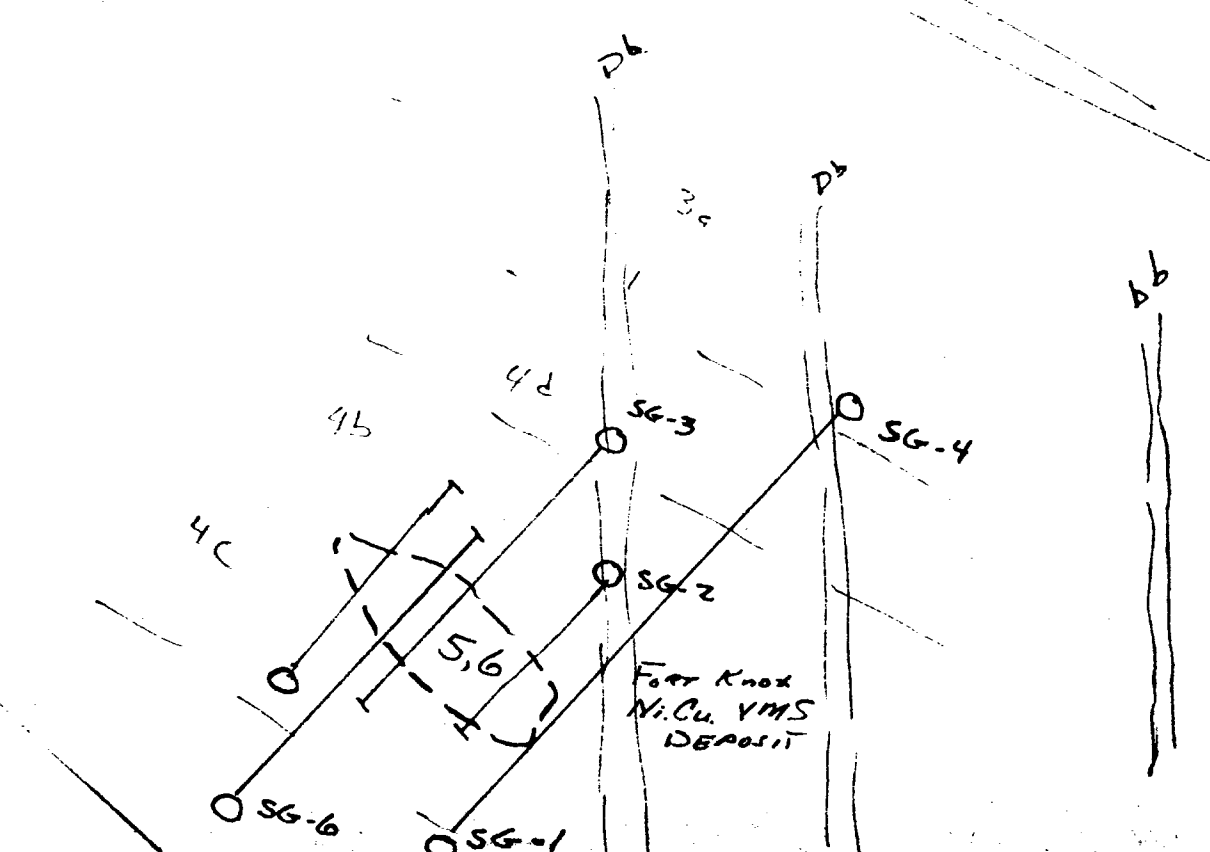 Db
Db
3a
bb
4d
4b
SG-3
SG-4
4c
SG-2
5,6
Fort Knox
Ni.Cu. VMS
DEPOSIT
SG-6
SG-1